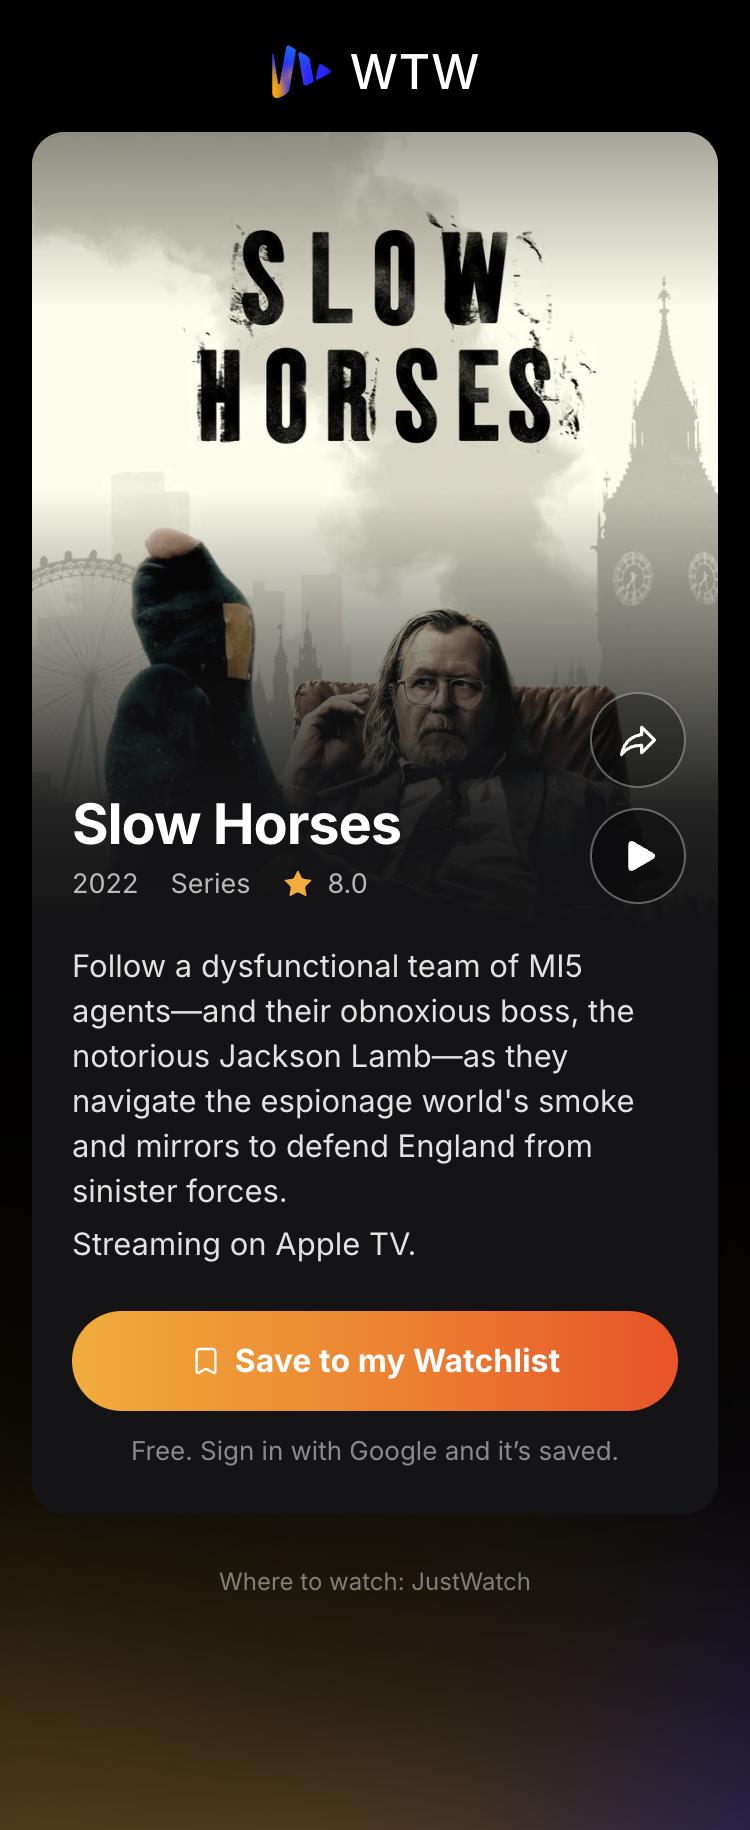 WTW
SLOW
HORSES
Slow Horses
2022 Series 8.0
Follow a dysfunctional team of MI5
agents—and their obnoxious boss, the
notorious Jackson Lamb—as they
navigate the espionage world's smoke
and mirrors to defend England from
sinister forces.
Streaming on Apple TV.
Save to my Watchlist
Free. Sign in with Google and it’s saved.
Where to watch: JustWatch